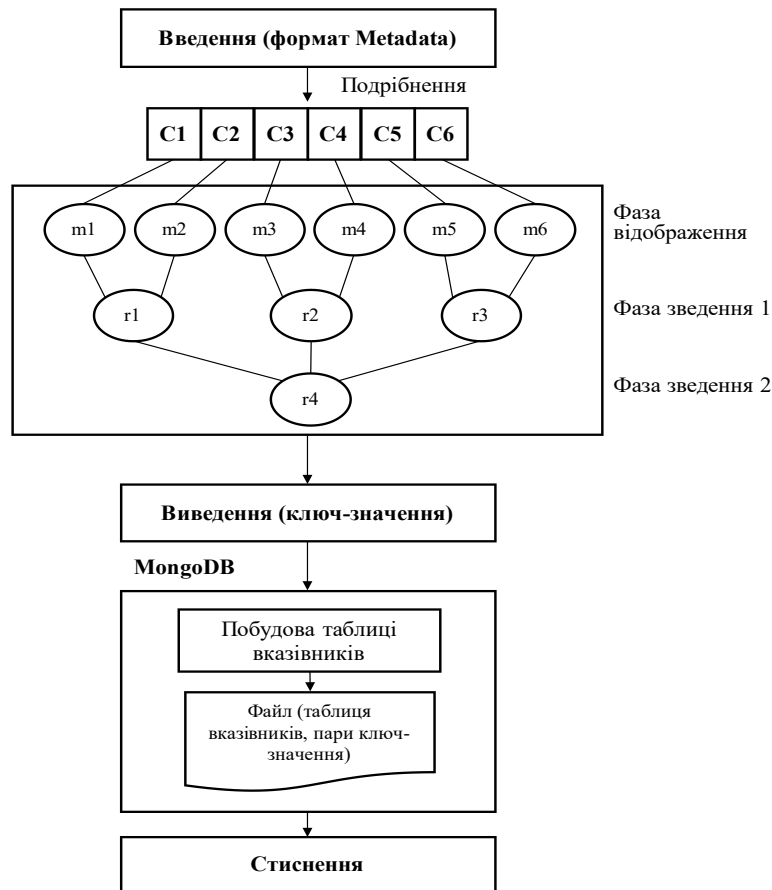 Введення (формат Metadata)
Подрібнення
C1 C2 C3 C4 C5 C6
m1 m2 m3 m4 m5 m6
Фаза
відображення
r1 r2 r3
Фаза зведення 1
r4
Фаза зведення 2
Виведення (ключ-значення)
MongoDB
Побудова таблиці
вказівників
Файл (таблиця
вказівників, пари ключ-
значення)
Стиснення